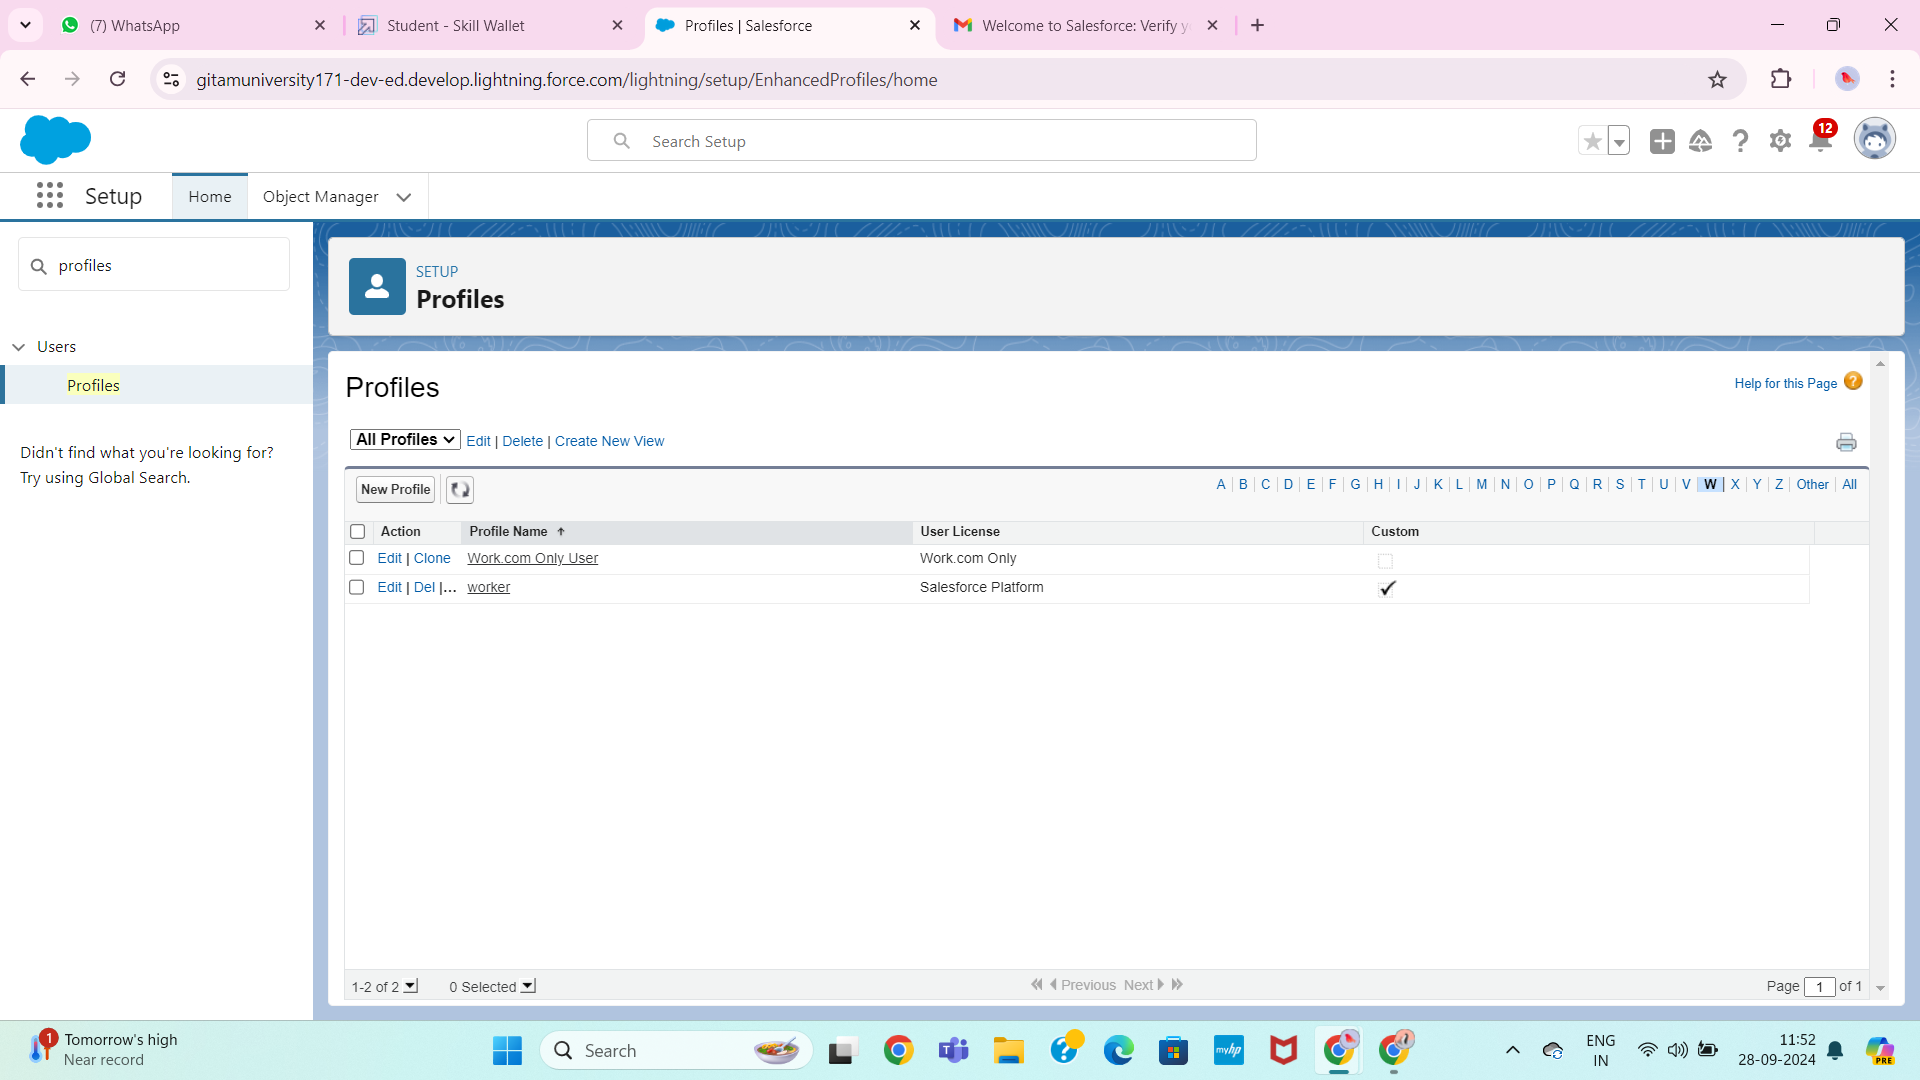 (7) WhatsApp
Student - Skill Wallet
Profiles | Salesforce
Welcome to Salesforce: Verify y
gitamuniversity171-dev-ed.develop.lightning.force.com/lightning/setup/EnhancedProfiles/home
Search Setup
12
Setup
Home
Object Manager
profiles
Users
Profiles
Didn't find what you're looking for?
Try using Global Search.
SETUP
Profiles
Profiles
Help for this Page
All Profiles
Edit | Delete | Create New View
New Profile
A | B | C | D | E | F | G | H | I | J | K | L | M | N | O | P | Q | R | S | T | U | V | W | X | Y | Z | Other | All
Action Profile Name User License Custom
Edit | Clone Work.com Only User Work.com Only
Edit | Del |... worker Salesforce Platform
1-2 of 2
0 Selected
Previous Next
Page 1 of 1
1
Tomorrow's high
Near record
Search
myhp
ENG
IN
11:52
28-09-2024
PRE